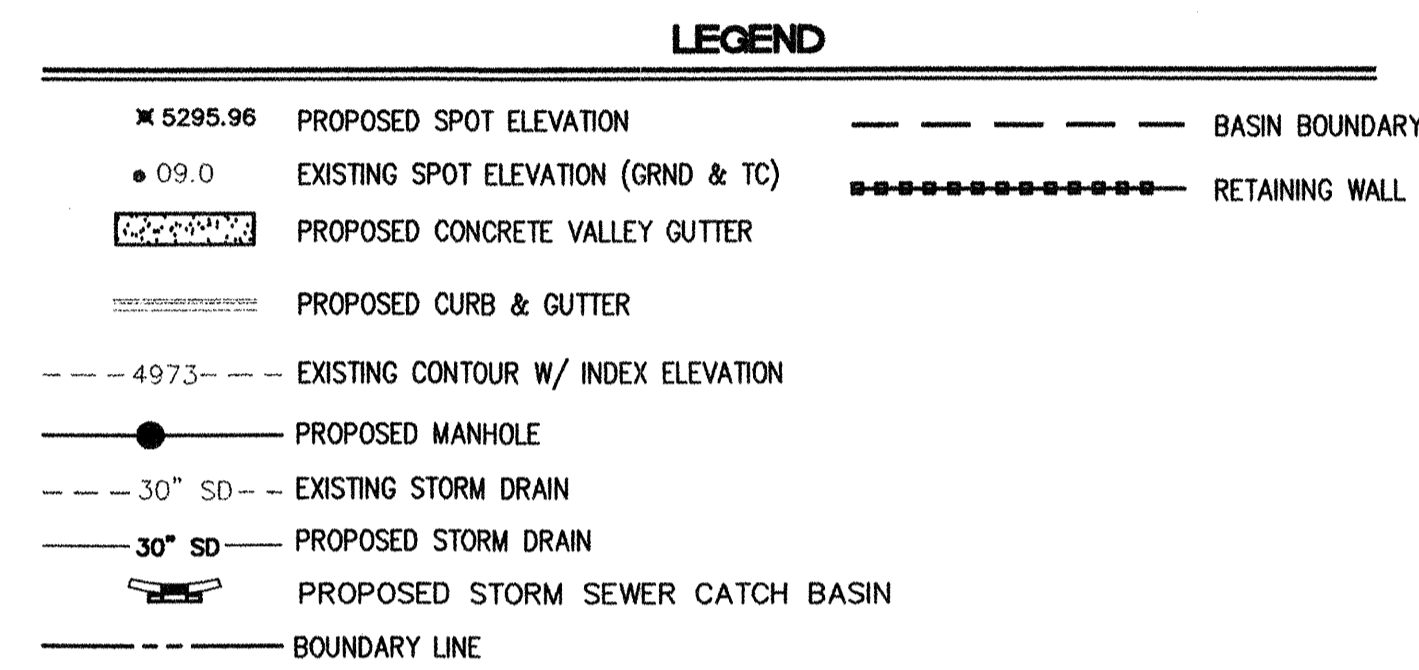 LEGEND
5295.96 PROPOSED SPOT ELEVATION
09.0 EXISTING SPOT ELEVATION (GRND & TC)
PROPOSED CONCRETE VALLEY GUTTER
PROPOSED CURB & GUTTER
4973 EXISTING CONTOUR W/ INDEX ELEVATION
PROPOSED MANHOLE
30" SD EXISTING STORM DRAIN
30" SD PROPOSED STORM DRAIN
PROPOSED STORM SEWER CATCH BASIN
BOUNDARY LINE
BASIN BOUNDARY
RETAINING WALL